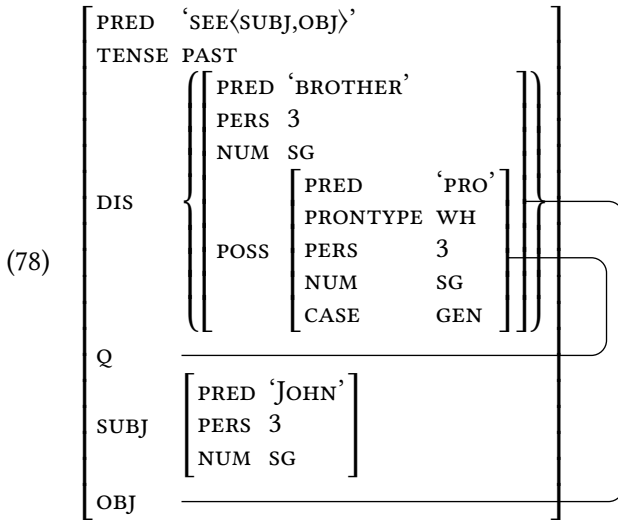 PRED ‘SEE⟨SUBJ,OBJ⟩’
TENSE PAST
PRED ‘BROTHER’
PERS 3
NUM SG
PRED ‘PRO’
DIS PRONTYPE WH
(78) POSS PERS 3
NUM SG
CASE GEN
Q
PRED ‘JOHN’
SUBJ PERS 3
NUM SG
OBJ